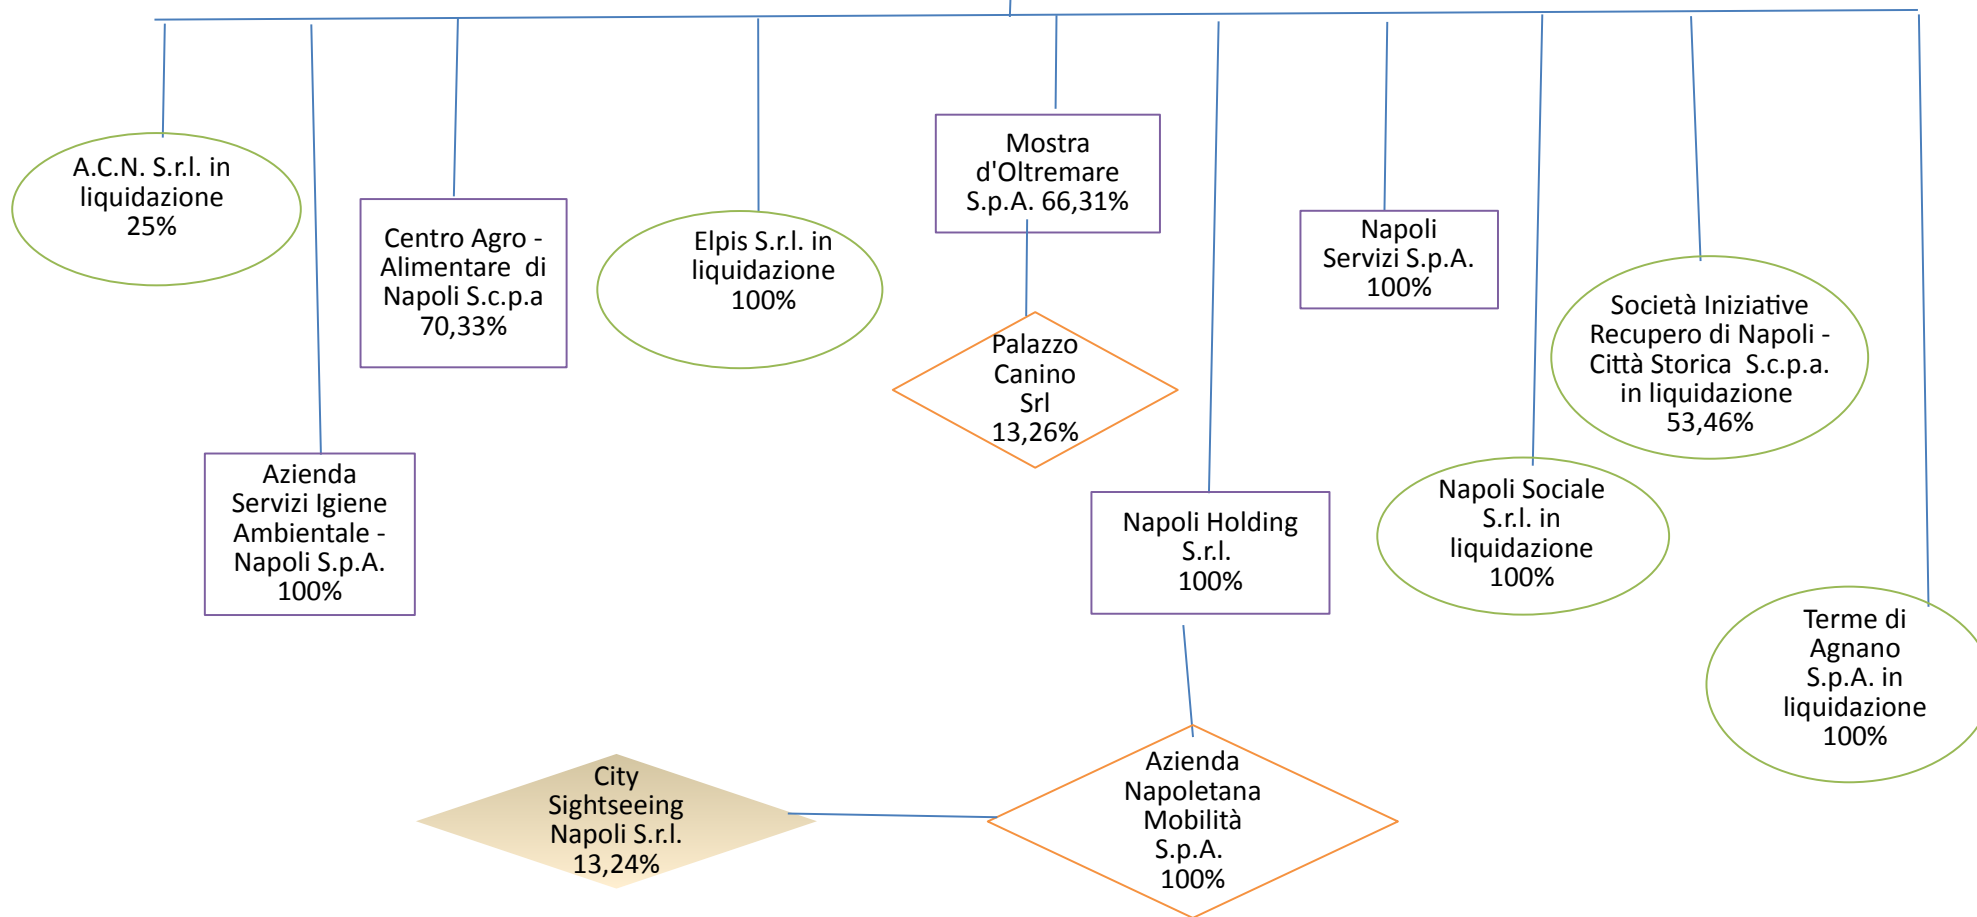 A.C.N. S.r.l. in
liquidazione
25%
Azienda
Servizi Igiene
Ambientale -
Napoli S.p.A.
100%
Centro Agro -
Alimentare di
Napoli S.c.p.a
70,33%
Elpis S.r.l. in
liquidazione
100%
Mostra
d'Oltremare
S.p.A. 66,31%
Palazzo
Canino
Srl
13,26%
Napoli Holding
S.r.l.
100%
Napoli
Servizi S.p.A.
100%
Napoli Sociale
S.r.l. in
liquidazione
100%
Società Iniziative
Recupero di Napoli -
Città Storica S.c.p.a.
in liquidazione
53,46%
Terme di
Agnano
S.p.A. in
liquidazione
100%
City
Sightseeing
Napoli S.r.l.
13,24%
Azienda
Napoletana
Mobilità
S.p.A.
100%